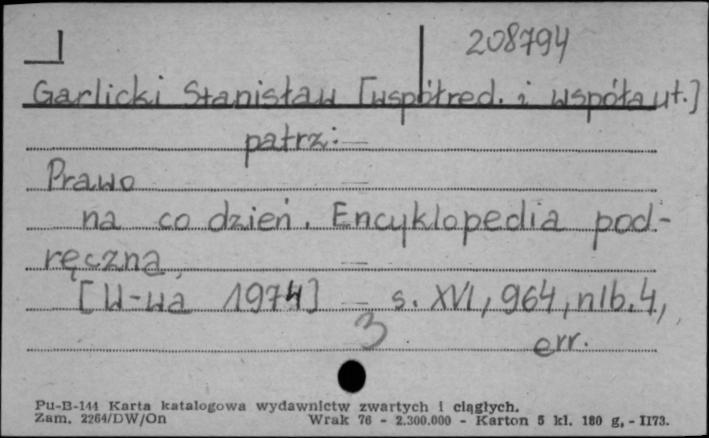 208794
Garlicki Stanisław [współred. i współaut.]
patrz:
Prawo
na co dzień. Encyklopedia pod-
ręczna,
[W-wa 1974] s. XVI, 964, nlb. 4,
3 err.
Pu-B-144 Karta katalogowa wydawnictw zwartych i ciągłych.
Zam. 2264/DW/On Wrak 76 - 2.300.000 - Karton 5 kl. 180 g, - II73.